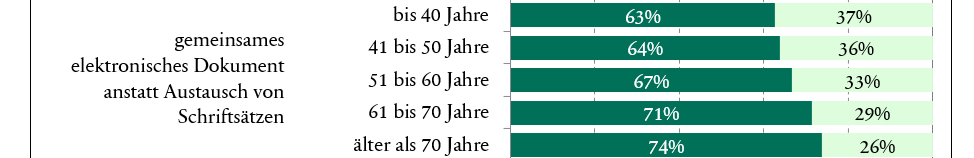 gemeinsames
elektronisches Dokument
anstatt Austausch von
Schriftsätzen
bis 40 Jahre 63% 37%
41 bis 50 Jahre 64% 36%
51 bis 60 Jahre 67% 33%
61 bis 70 Jahre 71% 29%
älter als 70 Jahre 74% 26%